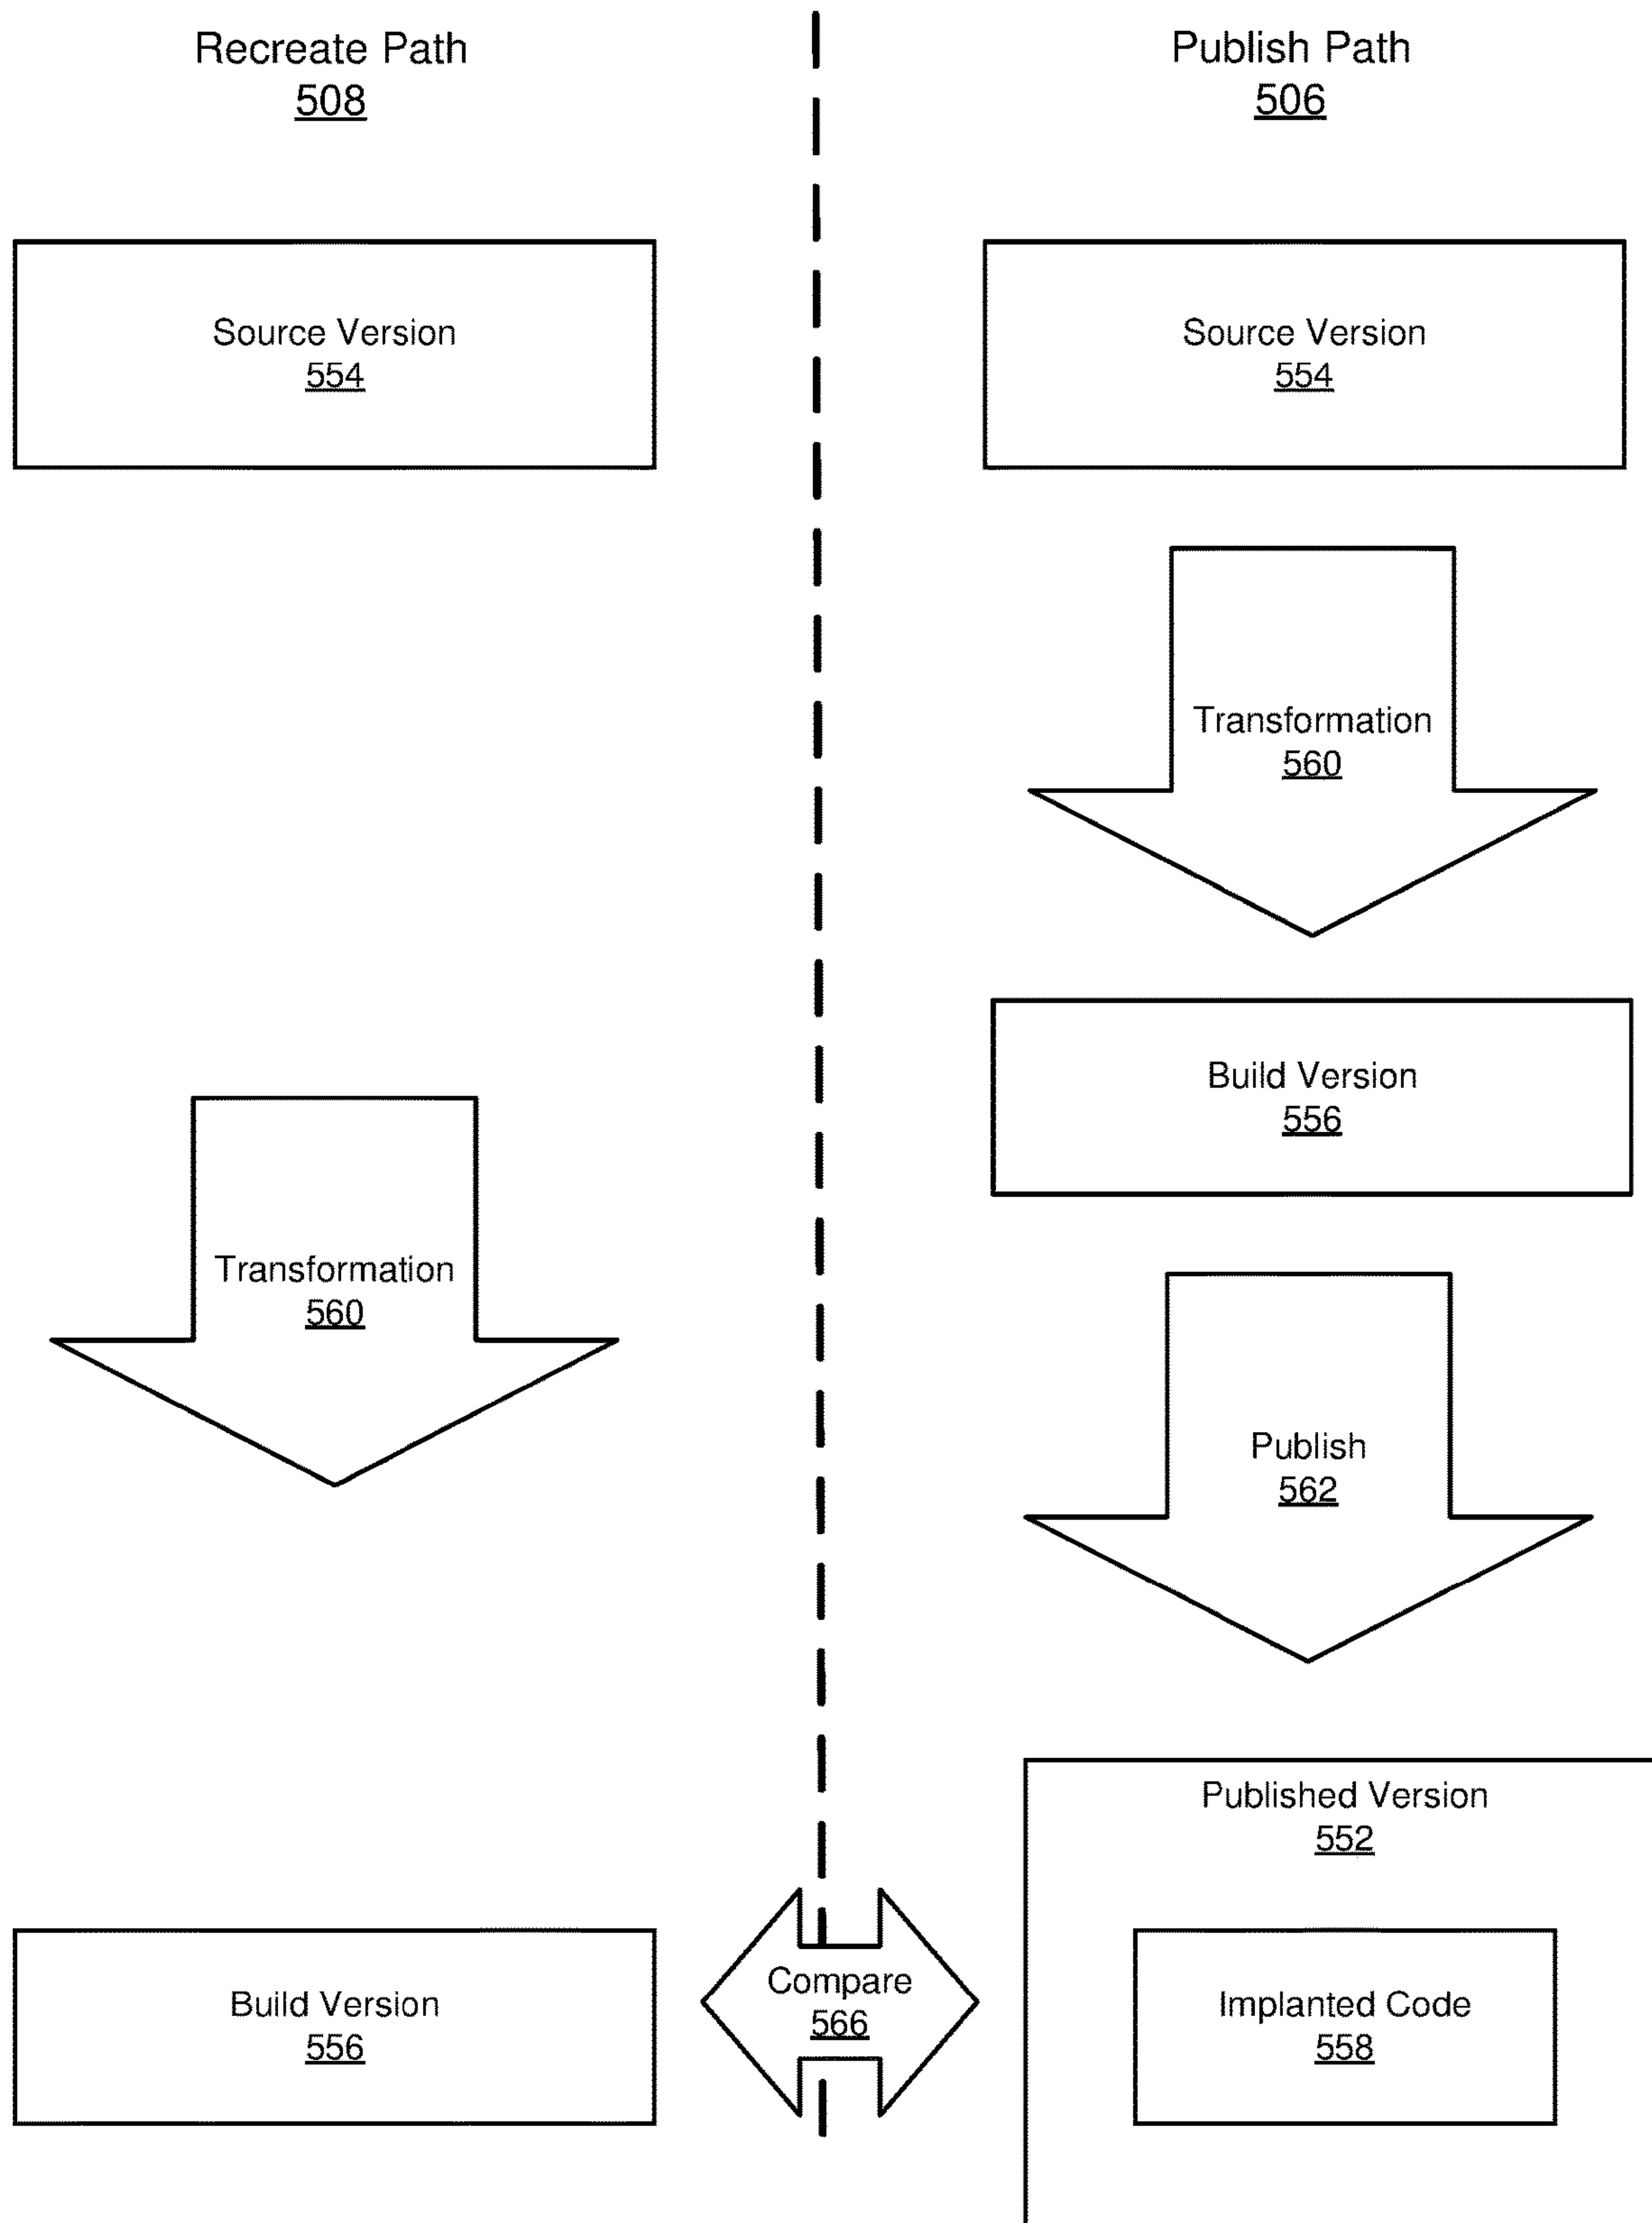 Recreate Path
508
Publish Path
506
Source Version
554
Source Version
554
Transformation
560
Build Version
556
Transformation
560
Publish
562
Published Version
552
Compare
566
Build Version
556
Implanted Code
558